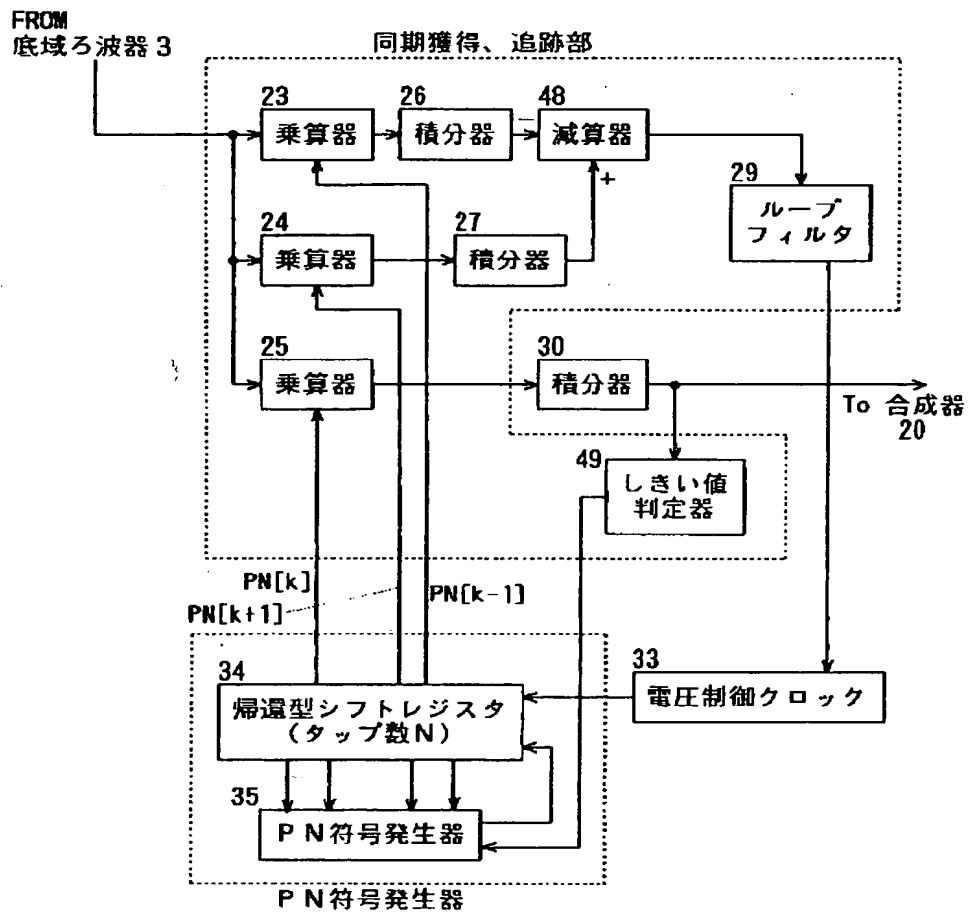 FROM
底域ろ波器3
同期獲得、追跡部
23
乗算器
26
積分器
−
48
減算器
+
29
ループ
フィルタ
24
乗算器
27
積分器
25
乗算器
30
積分器
To 合成器
20
49
しきい値
判定器
PN[k]
PN[k+1]
PN[k-1]
34
帰還型シフトレジスタ
(タップ数N)
33
電圧制御クロック
35
PN符号発生器
PN符号発生器